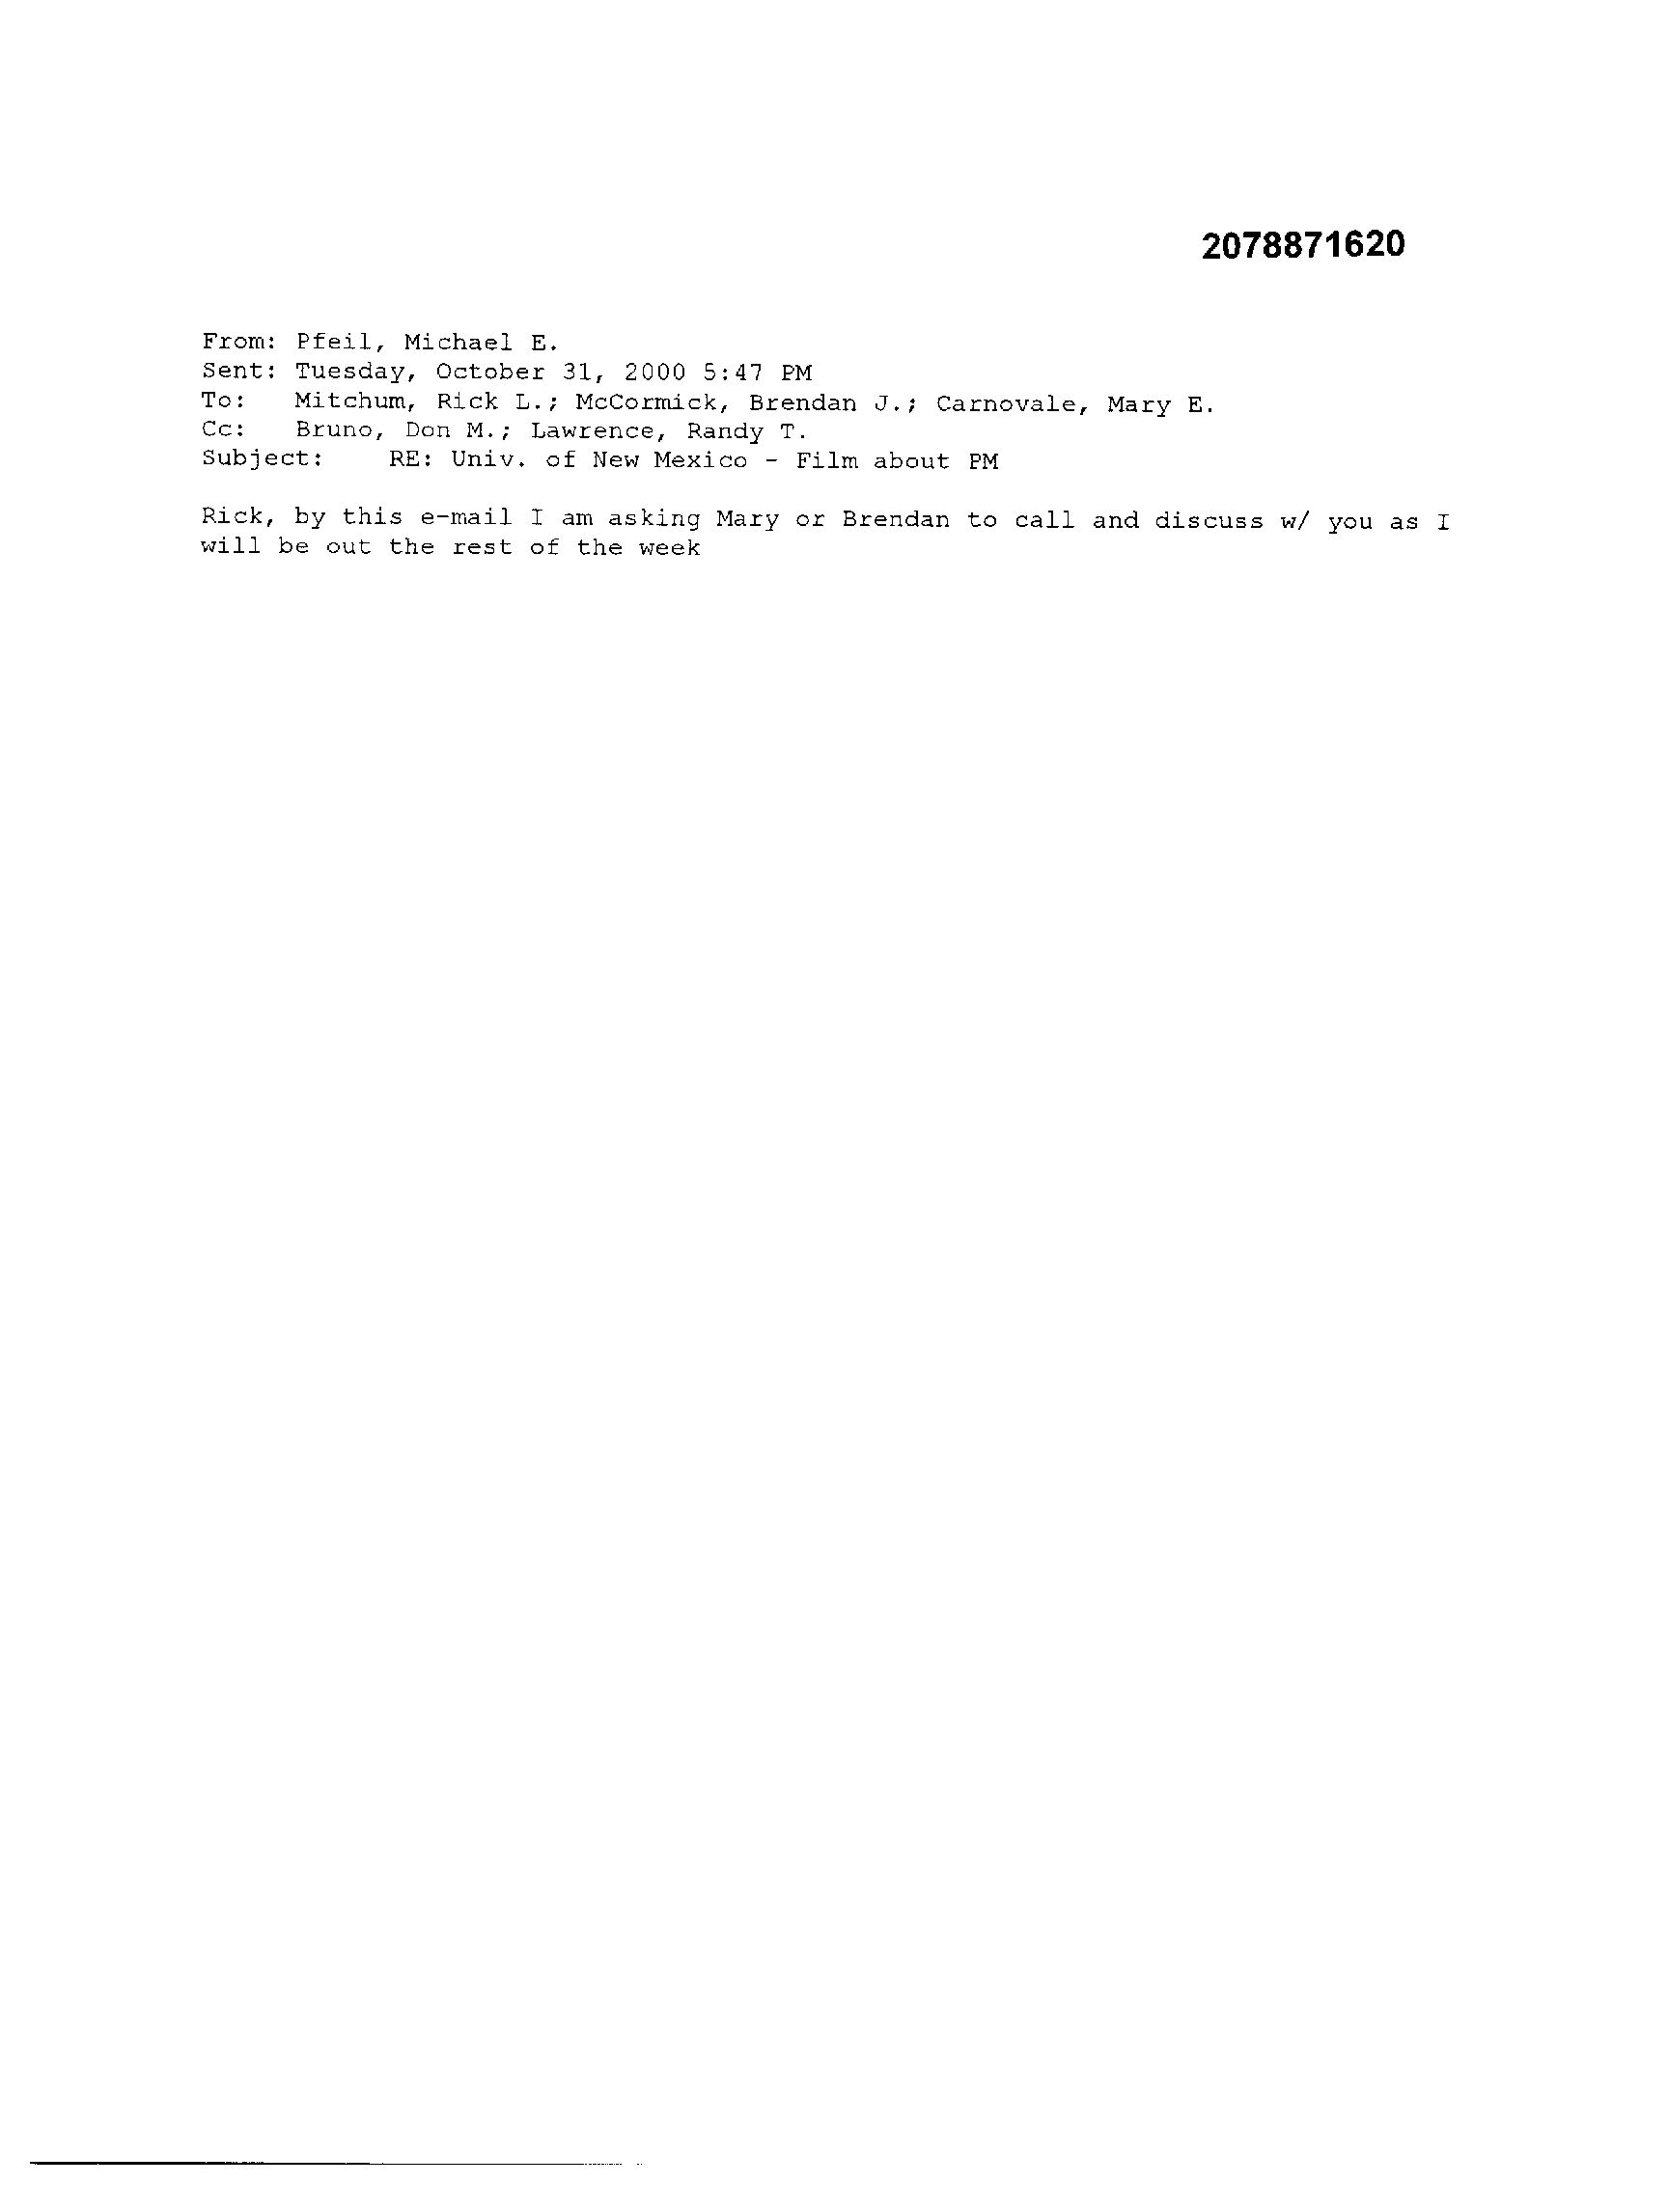 2078871620
From: Pfeil, Michael E.
Sent: Tuesday, October 31, 2000 5:47 PM
To: Mitchum, Rick L.; McCormick, Brendan J.; Carnovale, Mary E.
Cc: Bruno, Don M.; Lawrence, Randy T.
Subject: RE: Univ. of New Mexico - Film about PM
Rick, by this e-mail I am asking Mary or Brendan to call and discuss w/ you as I
will be out the rest of the week